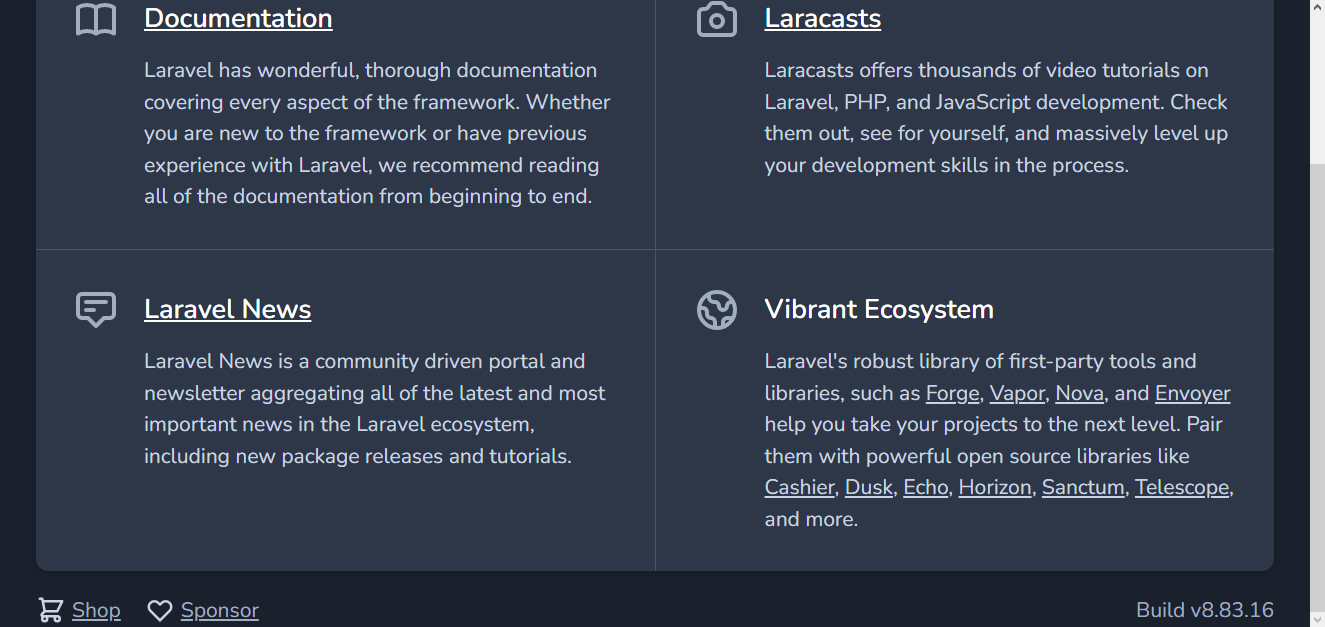 Documentation
Laravel has wonderful, thorough documentation
covering every aspect of the framework. Whether
you are new to the framework or have previous
experience with Laravel, we recommend reading
all of the documentation from beginning to end.
Laracasts
Laracasts offers thousands of video tutorials on
Laravel, PHP, and JavaScript development. Check
them out, see for yourself, and massively level up
your development skills in the process.
Laravel News
Laravel News is a community driven portal and
newsletter aggregating all of the latest and most
important news in the Laravel ecosystem,
including new package releases and tutorials.
Vibrant Ecosystem
Laravel's robust library of first-party tools and
libraries, such as Forge, Vapor, Nova, and Envoyer
help you take your projects to the next level. Pair
them with powerful open source libraries like
Cashier, Dusk, Echo, Horizon, Sanctum, Telescope,
and more.
Shop Sponsor Build v8.83.16